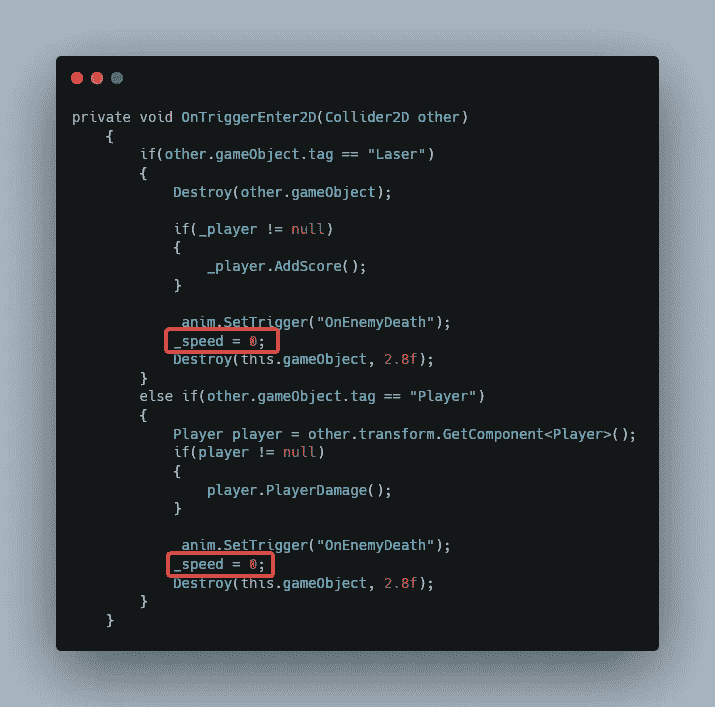 private void OnTriggerEnter2D(Collider2D other)
{
if(other.gameObject.tag == "Laser")
{
Destroy(other.gameObject);
if(_player != null)
{
_player.AddScore();
}
_anim.SetTrigger("OnEnemyDeath");
_speed = 0;
Destroy(this.gameObject, 2.8f);
}
else if(other.gameObject.tag == "Player")
{
Player player = other.transform.GetComponent<Player>();
if(player != null)
{
player.PlayerDamage();
}
_anim.SetTrigger("OnEnemyDeath");
_speed = 0;
Destroy(this.gameObject, 2.8f);
}
}